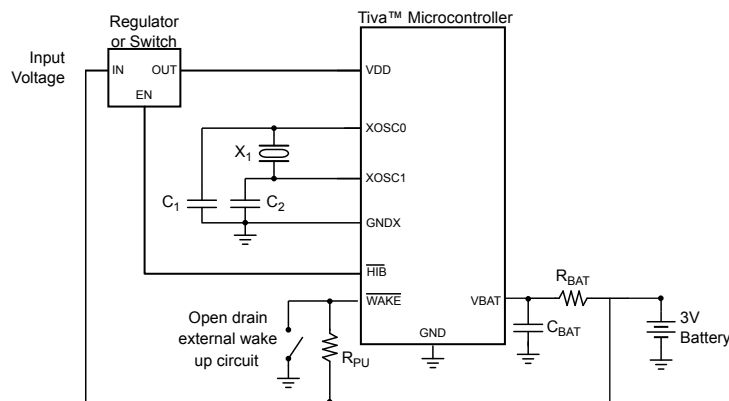 Tiva™ Microcontroller
Regulator
or Switch
Input
Voltage
IN OUT
EN
VDD
XOSC0
X1
XOSC1
C1 C2
GNDX
HIB
WAKE
Open drain
external wake
up circuit
RPU
GND
VBAT
RBAT
CBAT
3V
Battery